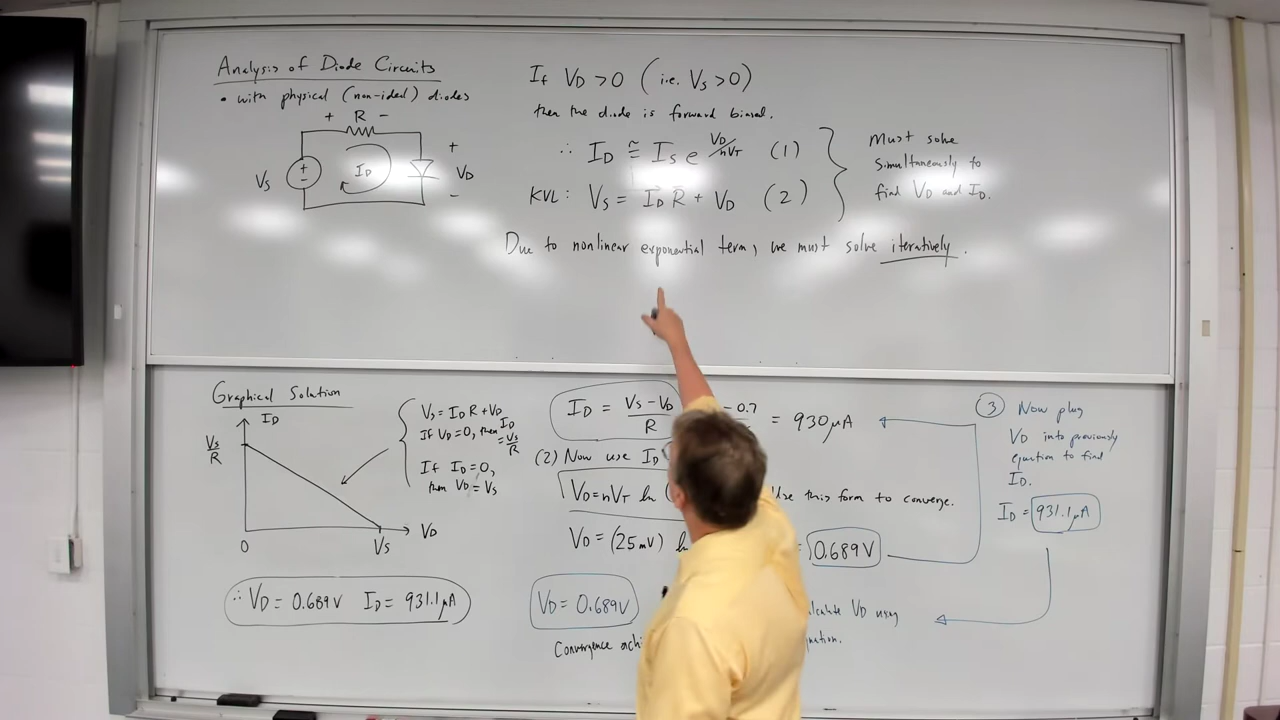 Analysis of Diode Circuits
• with physical (non-ideal) diodes
+ R -
VS
+ -
ID
+
VD
-
If VD > 0 (i.e. VS > 0)
then the diode is forward biased.
∴ ID ≅ IS e^VD/nVT (1)
KVL: VS = ID R + VD (2)
Must solve
simultaneously to
find VD and ID.
Due to nonlinear exponential term, we must solve iteratively.
Graphical Solution
ID
VS/R
0
VS
VD
VS = ID R + VD
If VD = 0, then ID = VS/R
If ID = 0,
then VD = VS
∴ VD = 0.689V ID = 931.1μA
ID = VS - VD / R
- 0.7
= 930μA
(2) Now use ID
VD = nVT ln (
this form to converge.
VD = (25mV)
= 0.689V
VD = 0.689V
VD using
Convergence
3 Now plug
VD into previously
equation to find
ID.
ID = 931.1μA